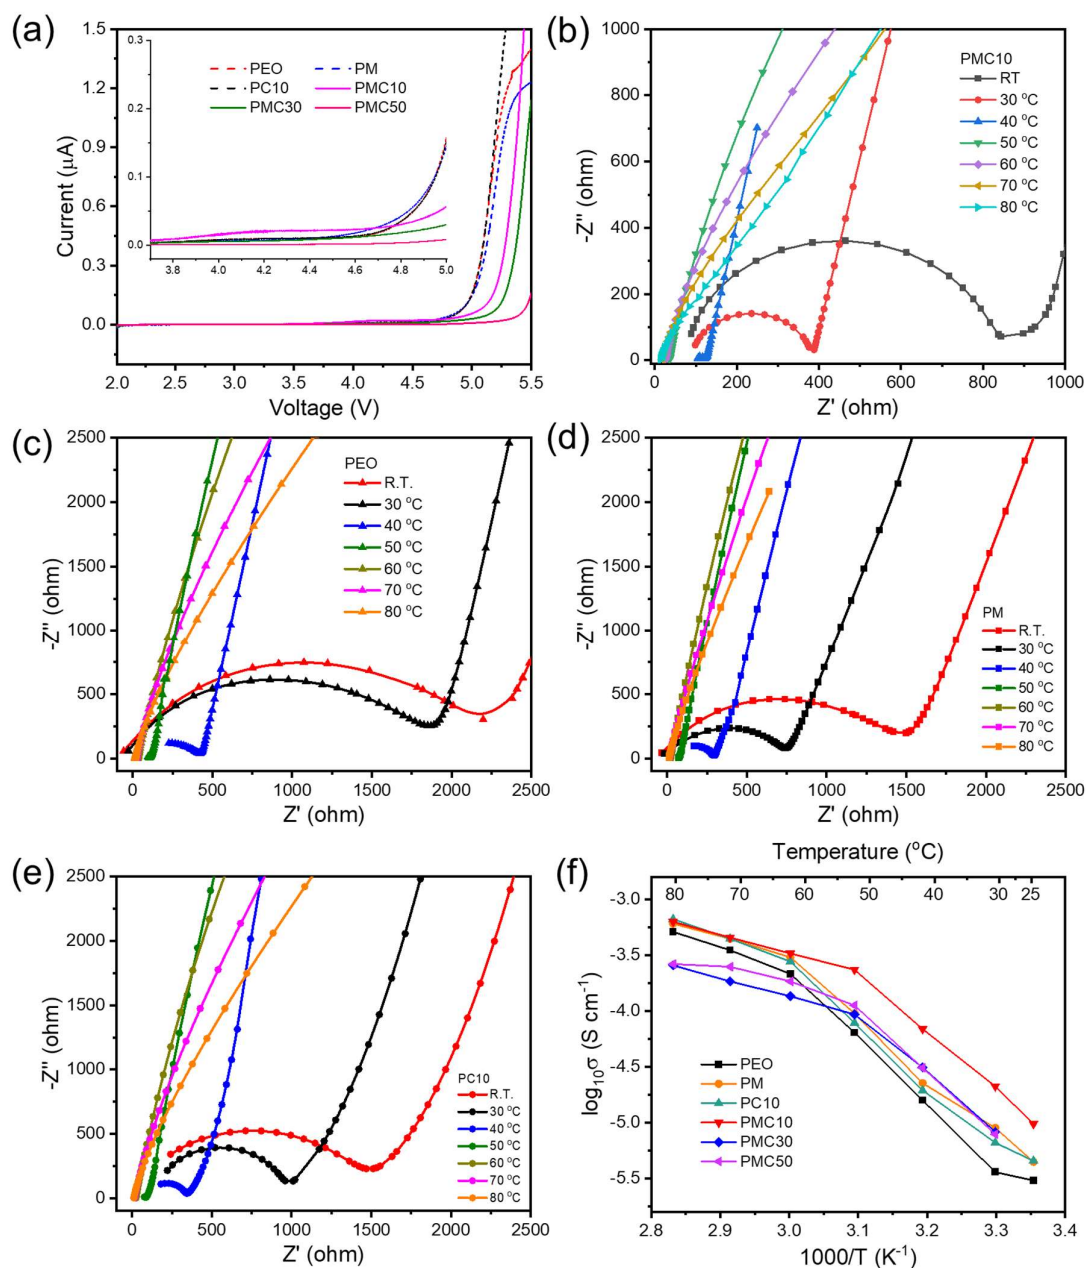 (a)
Current (μA)
1.5
1.2
0.9
0.6
0.3
0.0
0.3
0.2
0.1
0.0
PEO PM
PC10 PMC10
PMC30 PMC50
3.8 4.0 4.2 4.4 4.6 4.8 5.0
2.0 2.5 3.0 3.5 4.0 4.5 5.0 5.5
Voltage (V)
(b)
-Z'' (ohm)
1000
800
600
400
200
0
PMC10
RT
30 °C
40 °C
50 °C
60 °C
70 °C
80 °C
0 200 400 600 800 1000
Z' (ohm)
(c)
-Z'' (ohm)
2500
2000
1500
1000
500
0
PEO
R.T.
30 °C
40 °C
50 °C
60 °C
70 °C
80 °C
0 500 1000 1500 2000 2500
Z' (ohm)
(d)
-Z'' (ohm)
2500
2000
1500
1000
500
0
PM
R.T.
30 °C
40 °C
50 °C
60 °C
70 °C
80 °C
0 500 1000 1500 2000 2500
Z' (ohm)
(e)
-Z'' (ohm)
2500
2000
1500
1000
500
0
PC10
R.T.
30 °C
40 °C
50 °C
60 °C
70 °C
80 °C
0 500 1000 1500 2000 2500
Z' (ohm)
(f)
Temperature (°C)
80 70 60 50 40 30 25
log₁₀σ (S cm⁻¹)
-3.0
-3.5
-4.0
-4.5
-5.0
-5.5
PEO
PM
PC10
PMC10
PMC30
PMC50
2.8 2.9 3.0 3.1 3.2 3.3 3.4
1000/T (K⁻¹)